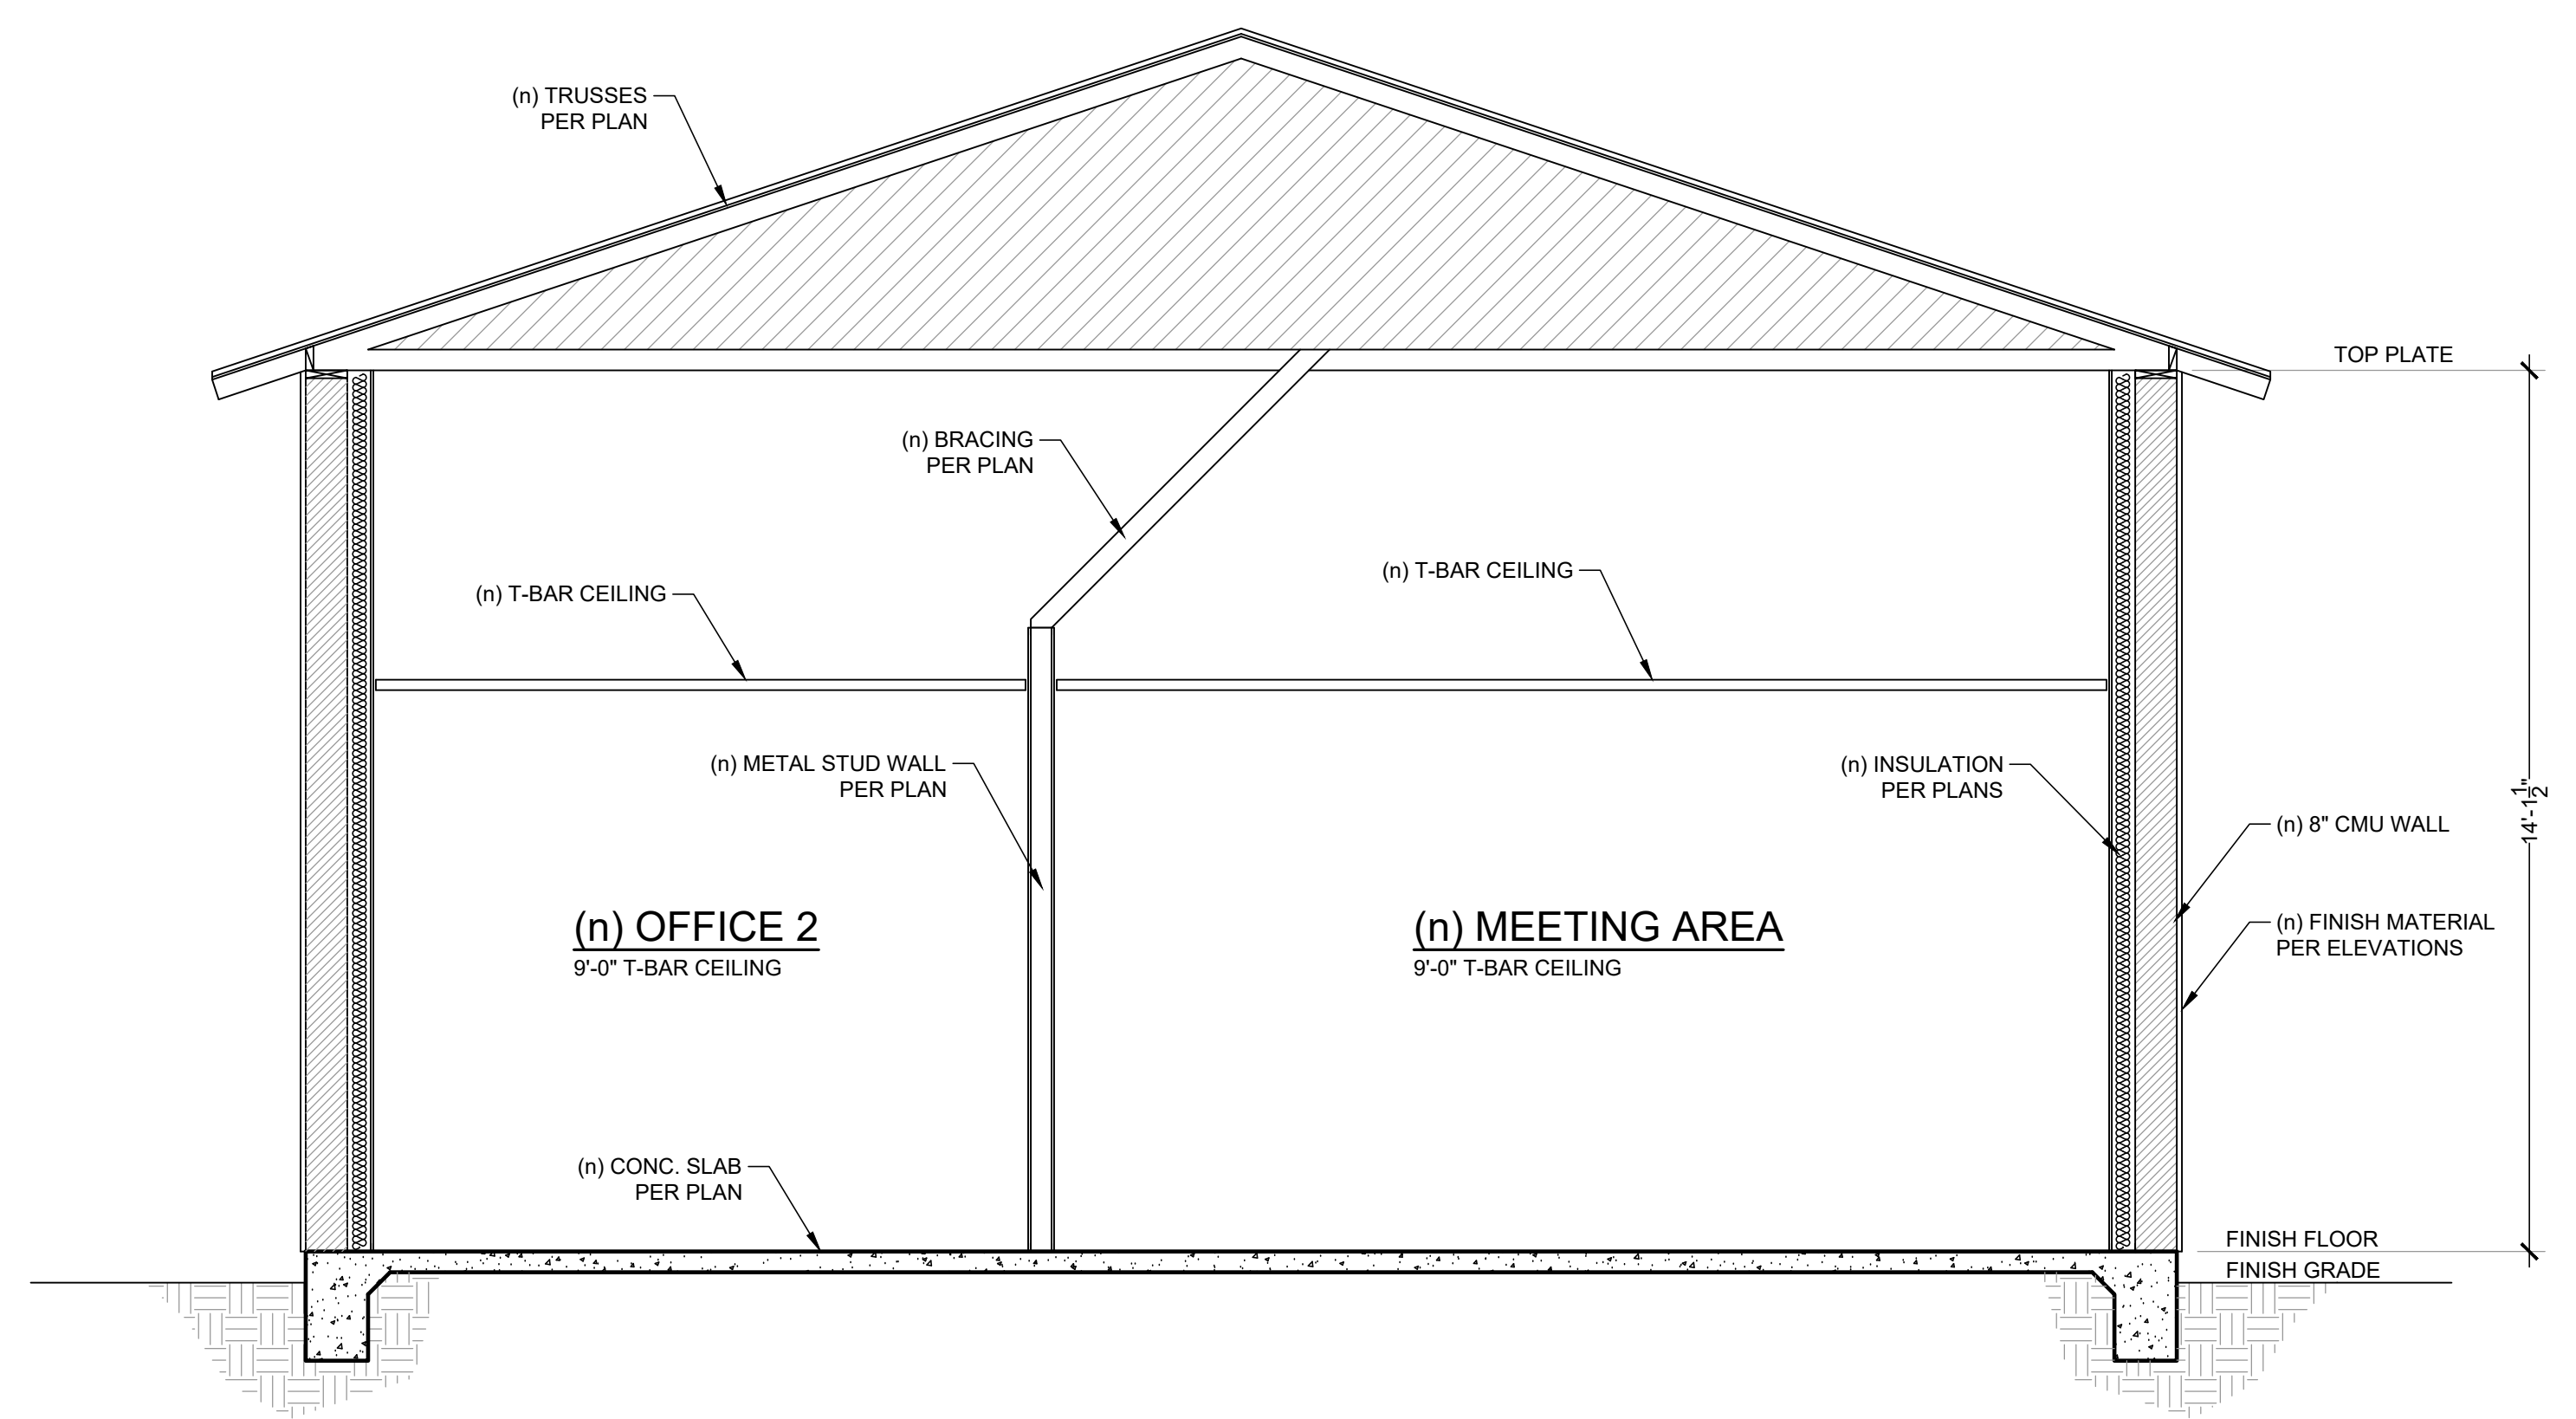 (n) TRUSSES
PER PLAN
TOP PLATE
(n) BRACING
PER PLAN
(n) T-BAR CEILING
(n) T-BAR CEILING
(n) METAL STUD WALL
PER PLAN
(n) INSULATION
PER PLANS
14'-1 1/2"
(n) 8" CMU WALL
(n) OFFICE 2
9'-0" T-BAR CEILING
(n) MEETING AREA
9'-0" T-BAR CEILING
(n) FINISH MATERIAL
PER ELEVATIONS
(n) CONC. SLAB
PER PLAN
FINISH FLOOR
FINISH GRADE